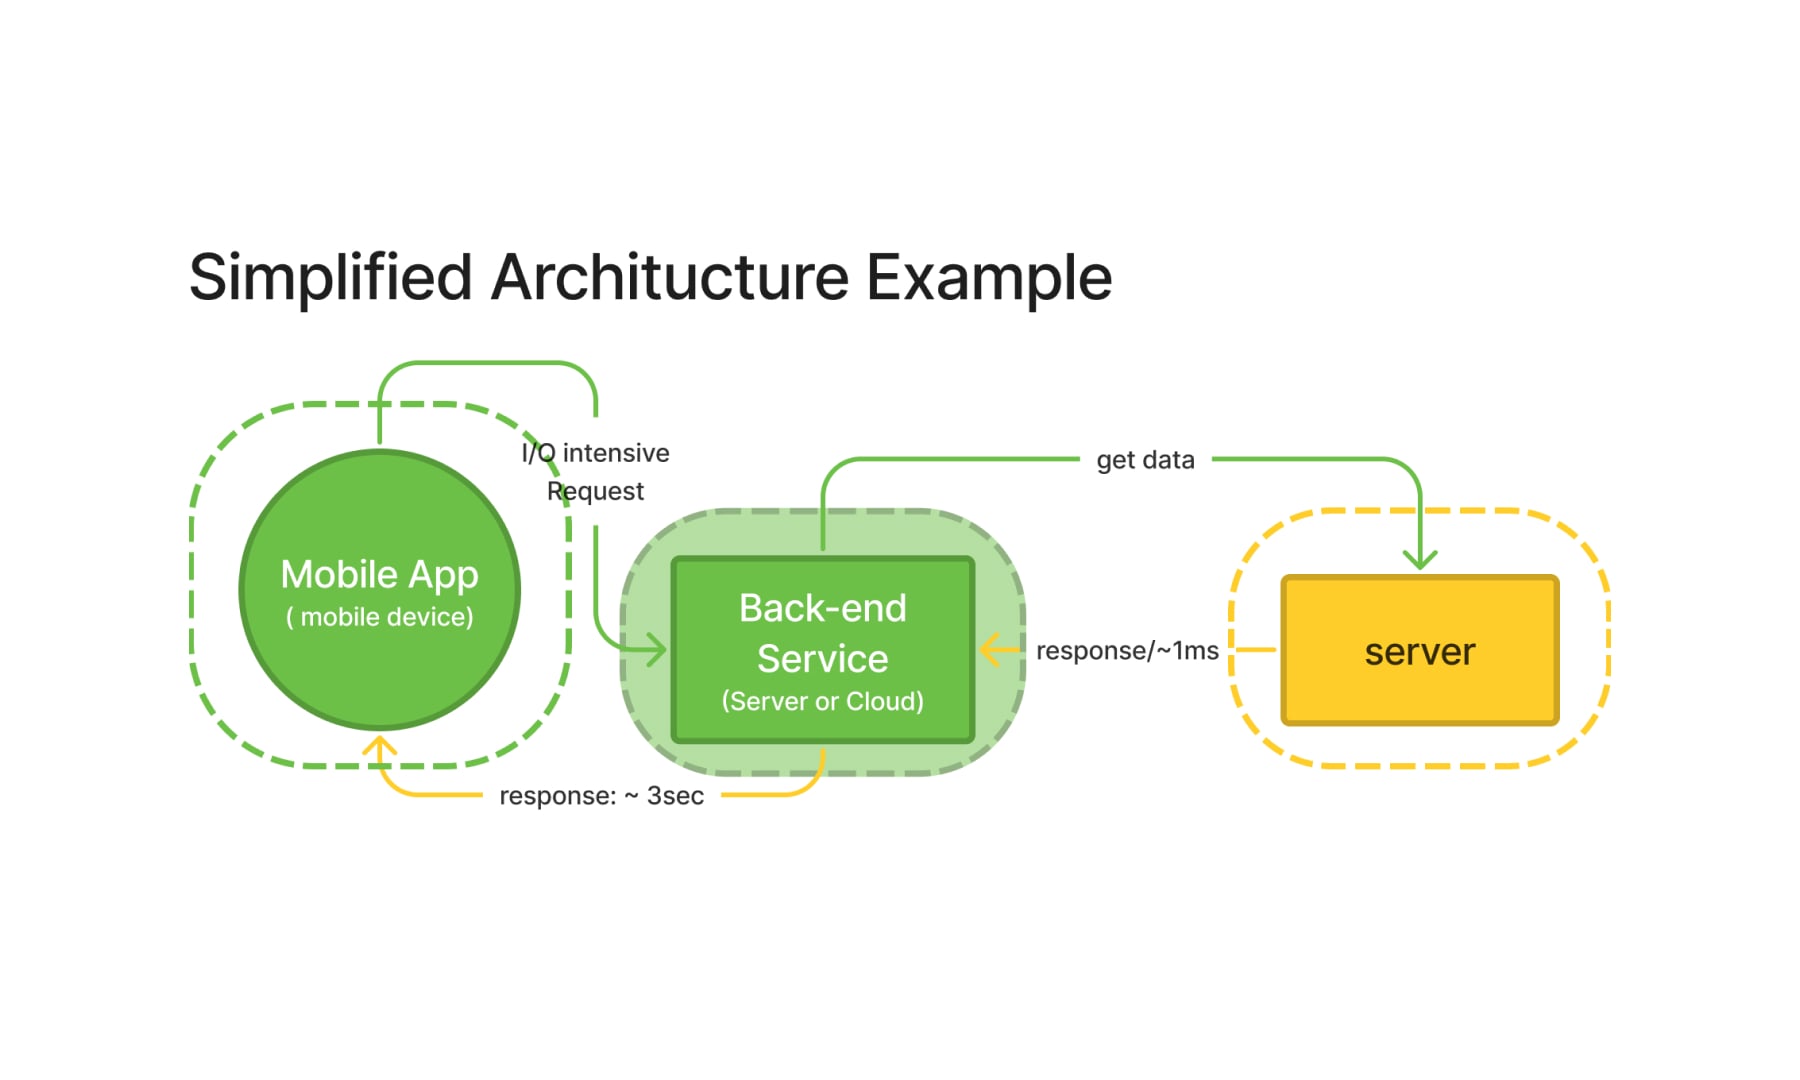 Simplified Architucture Example
I/O intensive
Request
get data
Mobile App
( mobile device)
Back-end
Service
(Server or Cloud)
response/~1ms
server
response: ~ 3sec